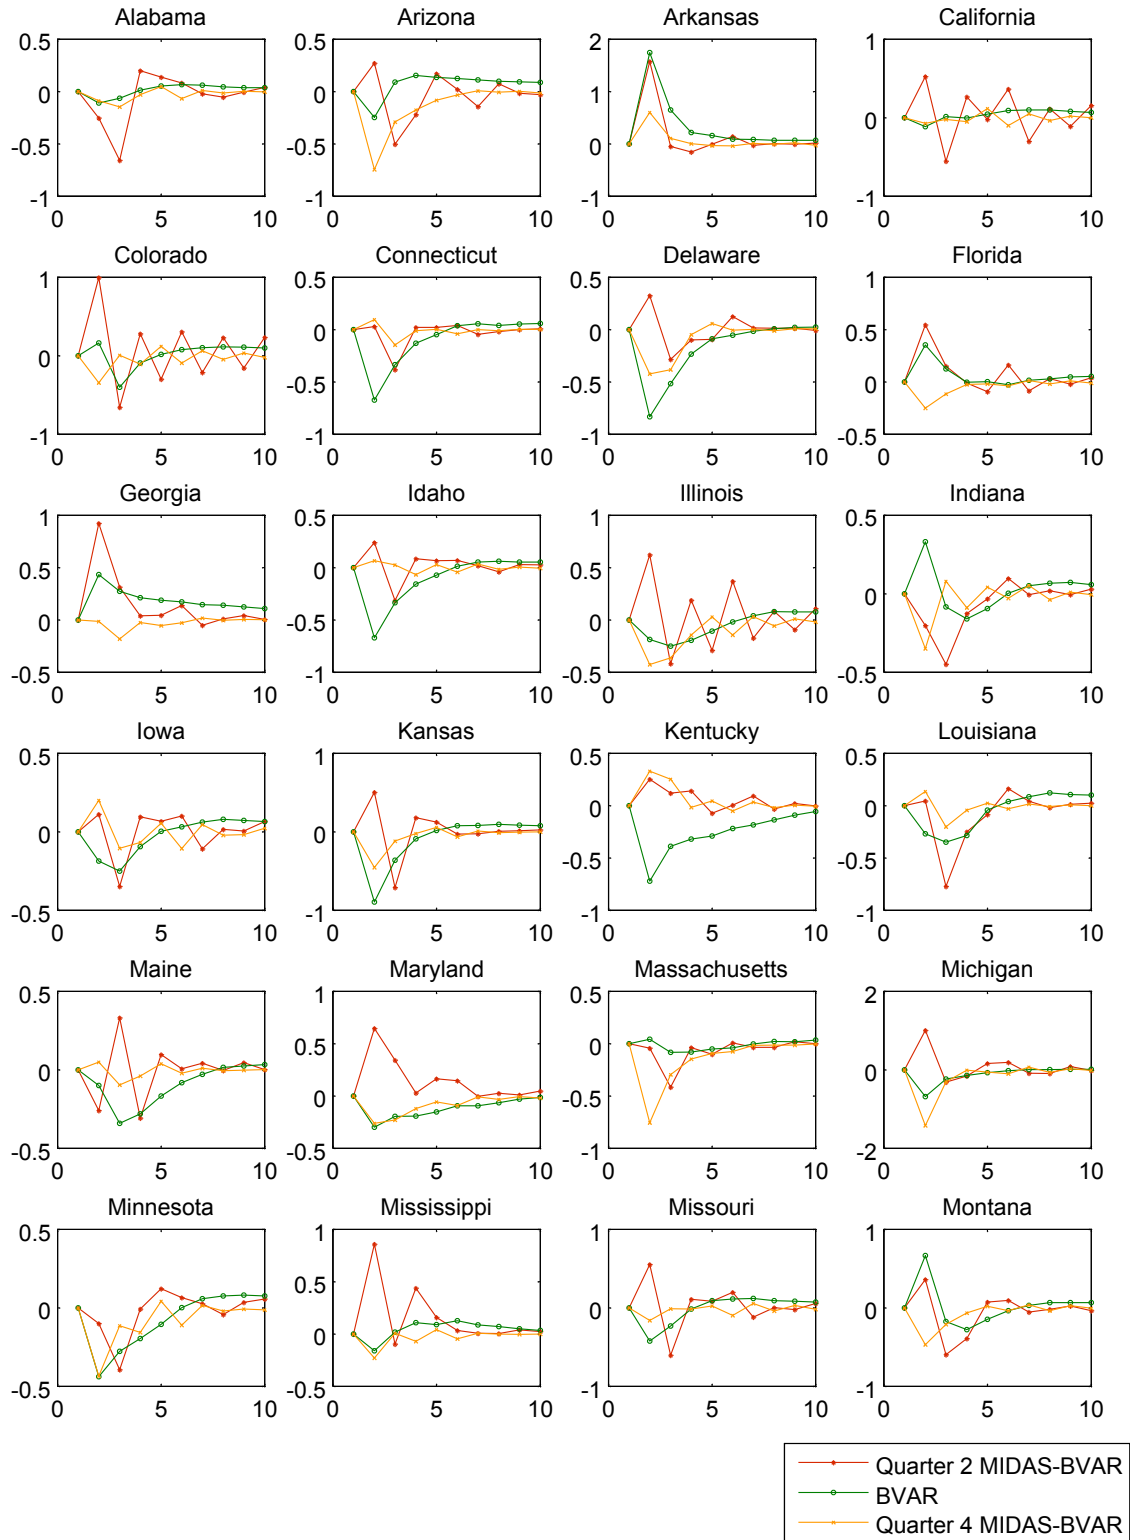 Alabama Arizona Arkansas California
0.5 0.5 2 1
0 0 1 0
-0.5 -0.5 0
-1 -1 -1 -1
0 5 10 0 5 10 0 5 10 0 5 10
Colorado Connecticut Delaware Florida
1 0.5 0.5 1
0 0 0 0.5
-0.5 -0.5 0
-1 -1 -1 -0.5
0 5 10 0 5 10 0 5 10 0 5 10
Georgia Idaho Illinois Indiana
1 1 1 0.5
0.5 0 0.5 0
0 0
-0.5 -1 -0.5 -0.5
0 5 10 0 5 10 0 5 10 0 5 10
Iowa Kansas Kentucky Louisiana
0.5 1 0.5 0.5
0 0 0 0
-0.5 -0.5
-0.5 -1 -1 -1
0 5 10 0 5 10 0 5 10 0 5 10
Maine Maryland Massachusetts Michigan
0.5 1 0.5 2
0 0.5 0 0
0 -0.5
-0.5 -0.5 -1 -2
0 5 10 0 5 10 0 5 10 0 5 10
Minnesota Mississippi Missouri Montana
0.5 1 1 1
0 0.5 0 0
0
-0.5 -0.5 -1 -1
0 5 10 0 5 10 0 5 10 0 5 10
Quarter 2 MIDAS-BVAR
BVAR
Quarter 4 MIDAS-BVAR